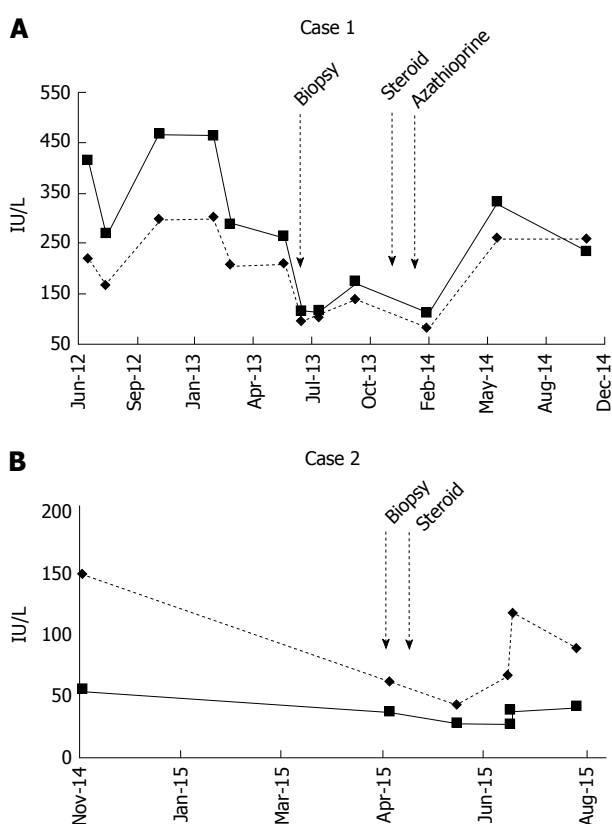 A
Case 1
Biopsy
Steroid
Azathioprine
IU/L
550
450
350
250
150
50
Jun-12
Sep-12
Jan-13
Apr-13
Jul-13
Oct-13
Feb-14
May-14
Aug-14
Dec-14
B
Case 2
Biopsy
Steroid
IU/L
200
150
100
50
0
Nov-14
Jan-15
Mar-15
Apr-15
Jun-15
Aug-15